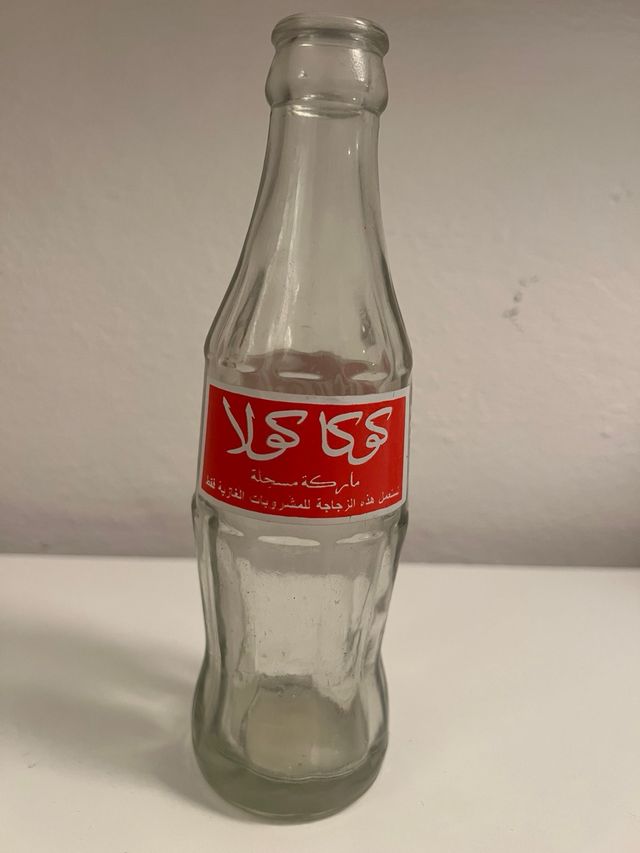 كوكا كولا
ماركة مسجلة
تستعمل هذه الزجاجة للمشروبات الغازية فقط